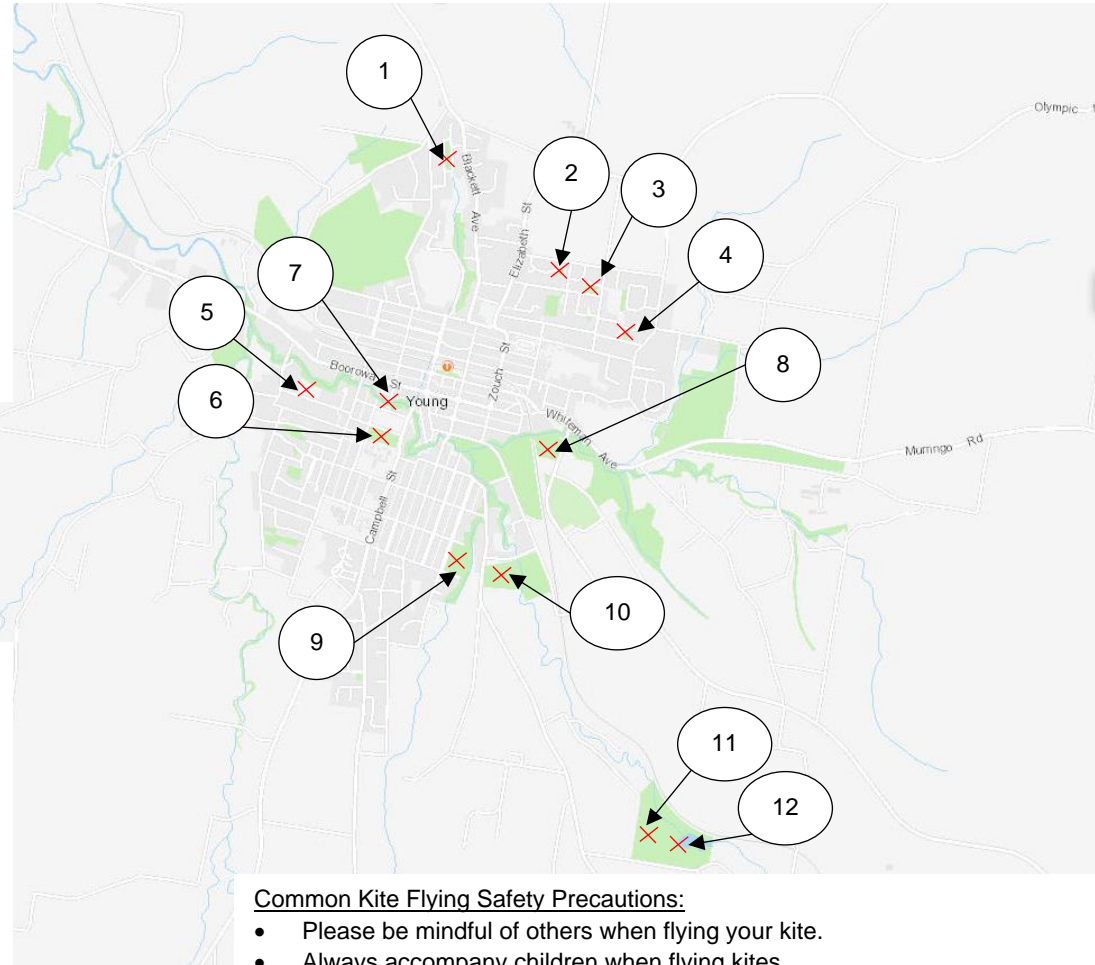 1
Olympic
Blackett Ave
2
3
Elizabeth St
4
7
5
8
Zouch St
Boorowa St
6
Young
Whiteman Ave
Murringo Rd
Campbell St
9
10
11
12
Common Kite Flying Safety Precautions:
• Please be mindful of others when flying your kite.
• Always accompany children when flying kites